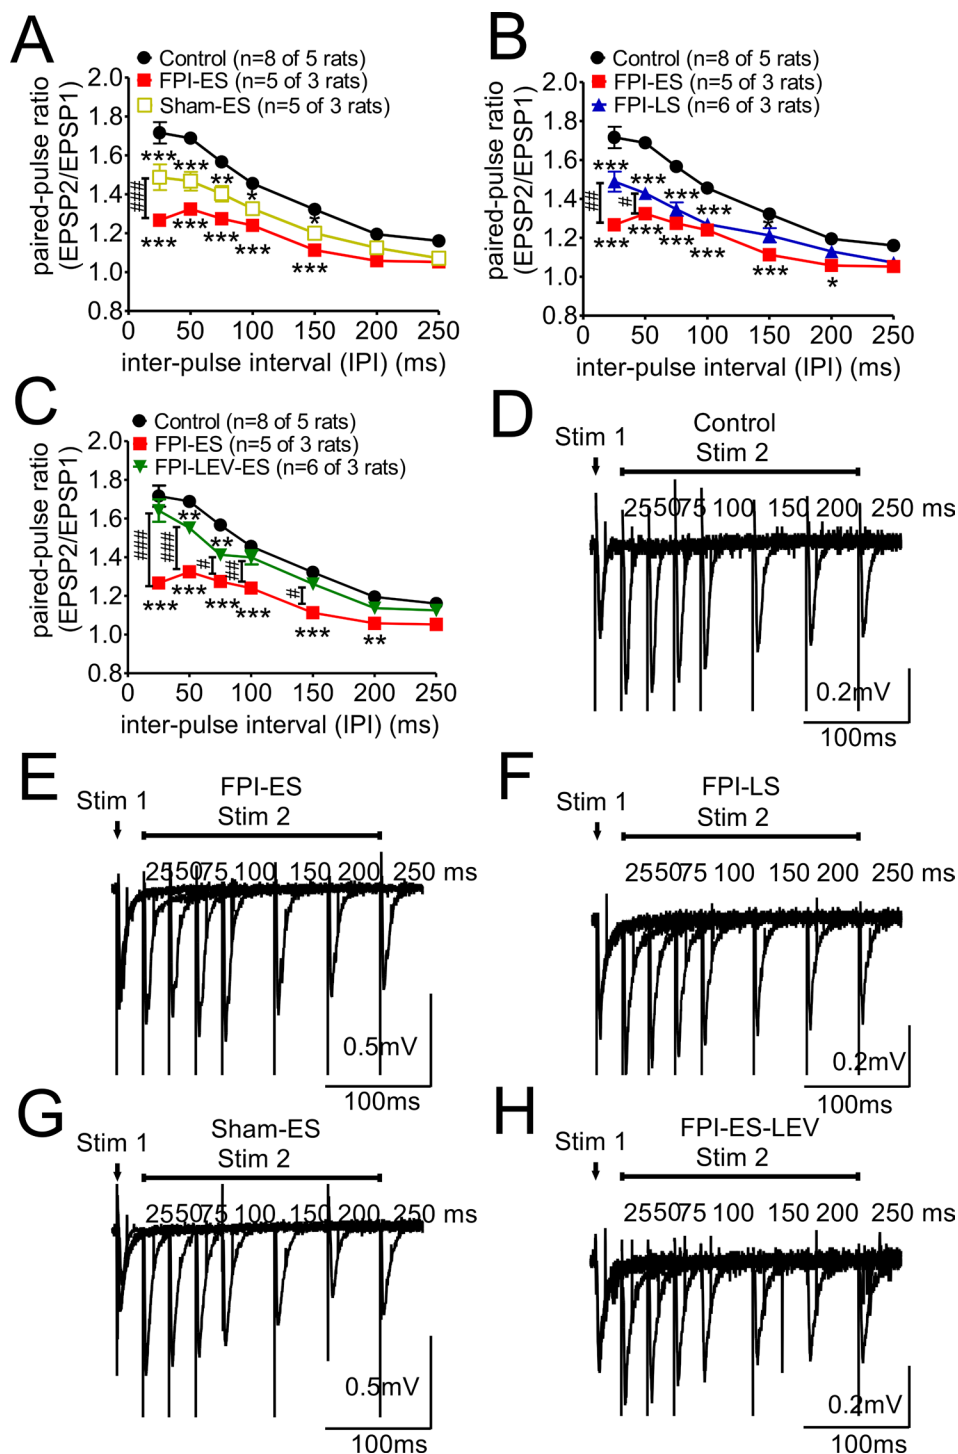 A
Control (n=8 of 5 rats)
FPI-ES (n=5 of 3 rats)
Sham-ES (n=5 of 3 rats)
paired-pulse ratio
(EPSP2/EPSP1)
2.0
1.8
1.6
1.4
1.2
1.0
0.8
***
***
**
*
*
###
***
***
***
***
***
0 50 100 150 200 250
inter-pulse interval (IPI) (ms)
B
Control (n=8 of 5 rats)
FPI-ES (n=5 of 3 rats)
FPI-LS (n=6 of 3 rats)
paired-pulse ratio
(EPSP2/EPSP1)
2.0
1.8
1.6
1.4
1.2
1.0
0.8
***
***
***
***
*
##
#
***
***
***
***
***
*
0 50 100 150 200 250
inter-pulse interval (IPI) (ms)
C
Control (n=8 of 5 rats)
FPI-ES (n=5 of 3 rats)
FPI-LEV-ES (n=6 of 3 rats)
paired-pulse ratio
(EPSP2/EPSP1)
2.0
1.8
1.6
1.4
1.2
1.0
0.8
**
**
###
###
#
##
#
***
***
***
***
***
**
0 50 100 150 200 250
inter-pulse interval (IPI) (ms)
D
Control
Stim 1
Stim 2
25 50 75 100 150 200 250 ms
0.2mV
100ms
E
FPI-ES
Stim 1
Stim 2
25 50 75 100 150 200 250 ms
0.5mV
100ms
F
FPI-LS
Stim 1
Stim 2
25 50 75 100 150 200 250 ms
0.2mV
100ms
G
Sham-ES
Stim 1
Stim 2
25 50 75 100 150 200 250 ms
0.5mV
100ms
H
FPI-ES-LEV
Stim 1
Stim 2
25 50 75 100 150 200 250 ms
0.2mV
100ms